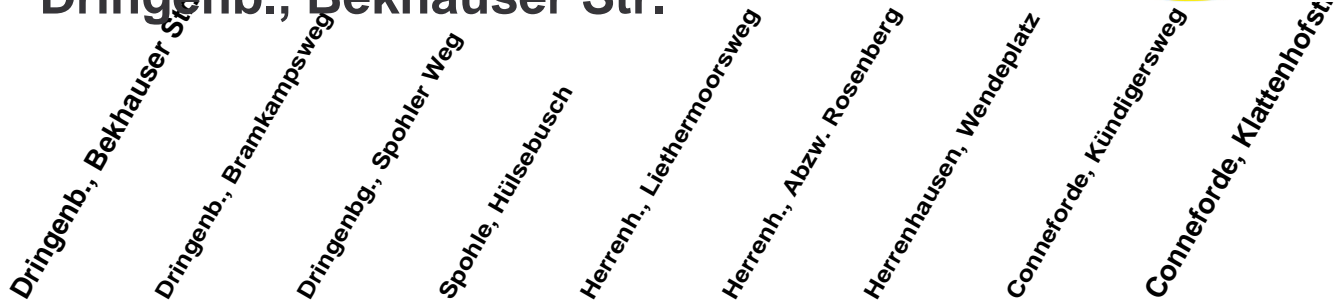 Dringenb., Bekhauser Str.
Dringenb., Bekhauser Str.
Dringenb., Bramkampsweg
Dringenbg., Spohler Weg
Spohle, Hülsebusch
Herrenh., Liethermoorsweg
Herrenh., Abzw. Rosenberg
Herrenhausen, Wendeplatz
Conneforde, Kündigersweg
Conneforde, Klattenhofst.